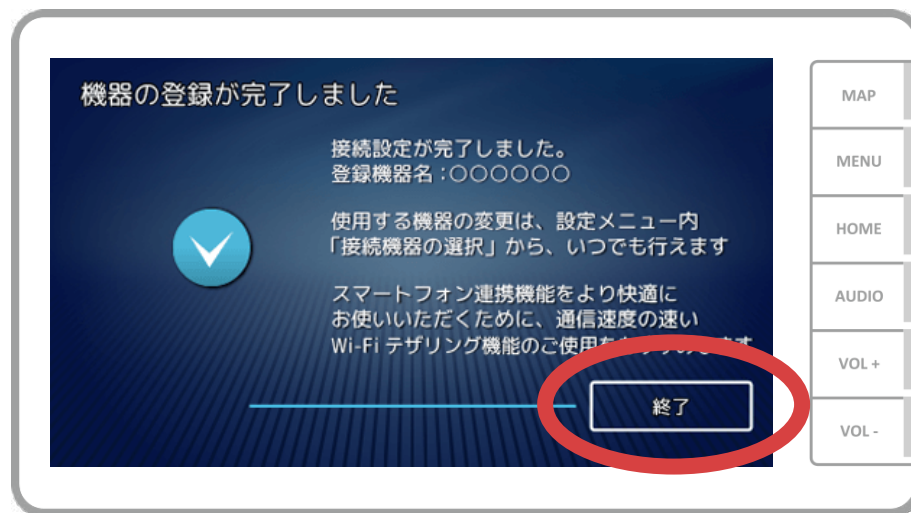 機器の登録が完了しました
接続設定が完了しました。
登録機器名：○○○○○○
使用する機器の変更は、設定メニュー内
「接続機器の選択」から、いつでも行えます
スマートフォン連携機能をより快適に
お使いいただくために、通信速度の速い
Wi-Fi テザリング機能のご使用を
終了
MAP
MENU
HOME
AUDIO
VOL +
VOL -